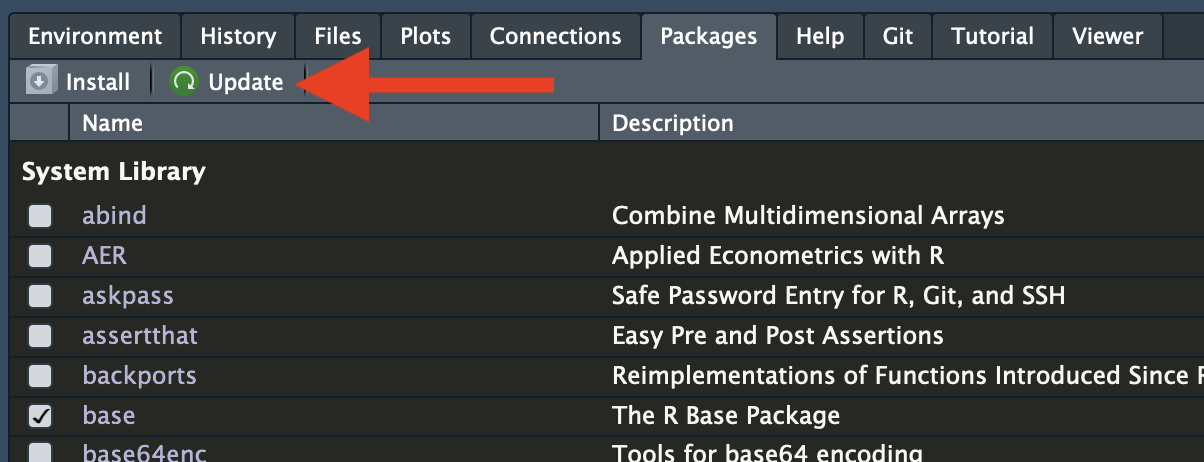 Environment History Files Plots Connections Packages Help Git Tutorial Viewer
Install Update
Name Description
System Library
abind Combine Multidimensional Arrays
AER Applied Econometrics with R
askpass Safe Password Entry for R, Git, and SSH
assertthat Easy Pre and Post Assertions
backports Reimplementations of Functions Introduced Since R
base The R Base Package
base64enc Tools for base64 encoding